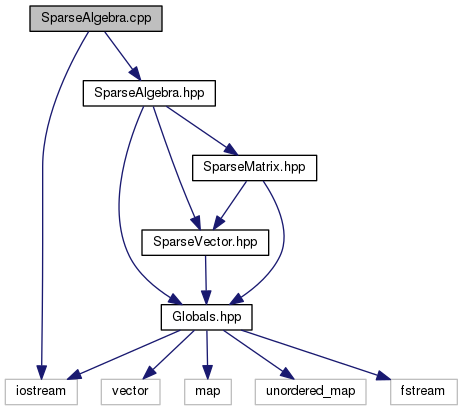 SparseAlgebra.cpp
SparseAlgebra.hpp
SparseMatrix.hpp
SparseVector.hpp
Globals.hpp
iostream
vector
map
unordered_map
fstream